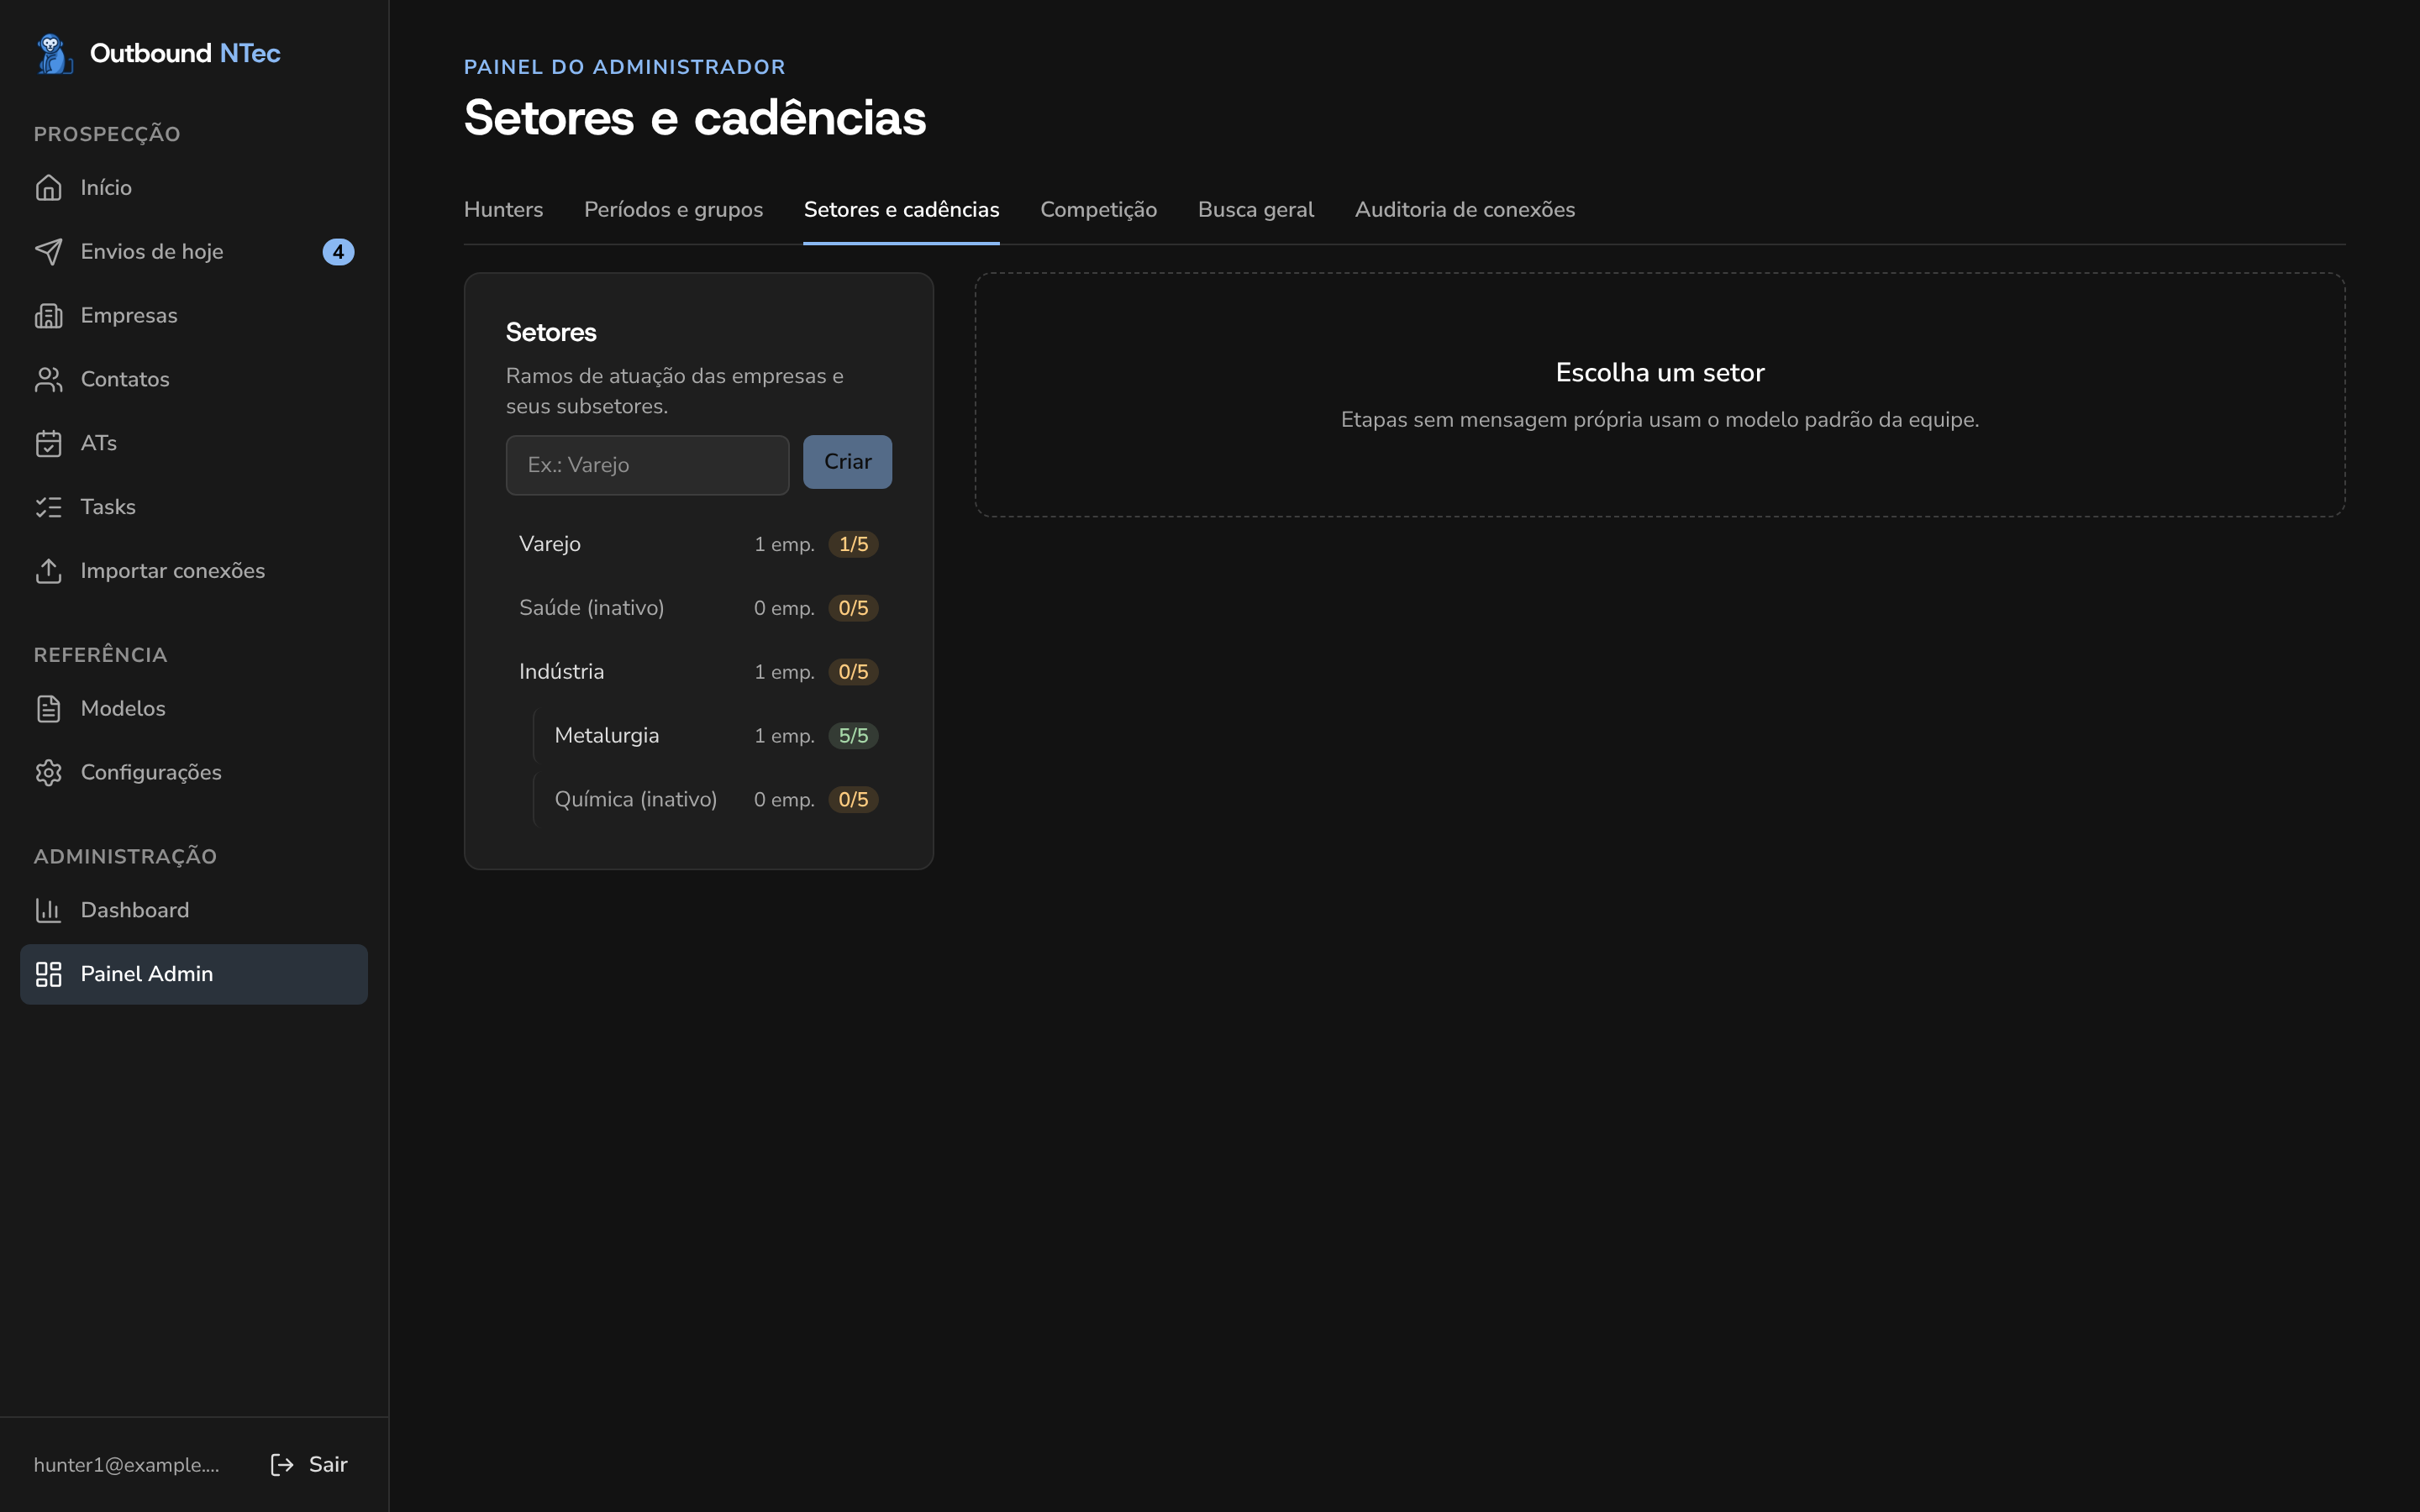 Outbound NTec
PROSPECÇÃO
Início
Envios de hoje 4
Empresas
Contatos
ATs
Tasks
Importar conexões
REFERÊNCIA
Modelos
Configurações
ADMINISTRAÇÃO
Dashboard
Painel Admin
hunter1@example.... Sair
PAINEL DO ADMINISTRADOR
Setores e cadências
Hunters Períodos e grupos Setores e cadências Competição Busca geral Auditoria de conexões
Setores
Ramos de atuação das empresas e
seus subsetores.
Ex.: Varejo Criar
Varejo 1 emp. 1/5
Saúde (inativo) 0 emp. 0/5
Indústria 1 emp. 0/5
Metalurgia 1 emp. 5/5
Química (inativo) 0 emp. 0/5
Escolha um setor
Etapas sem mensagem própria usam o modelo padrão da equipe.